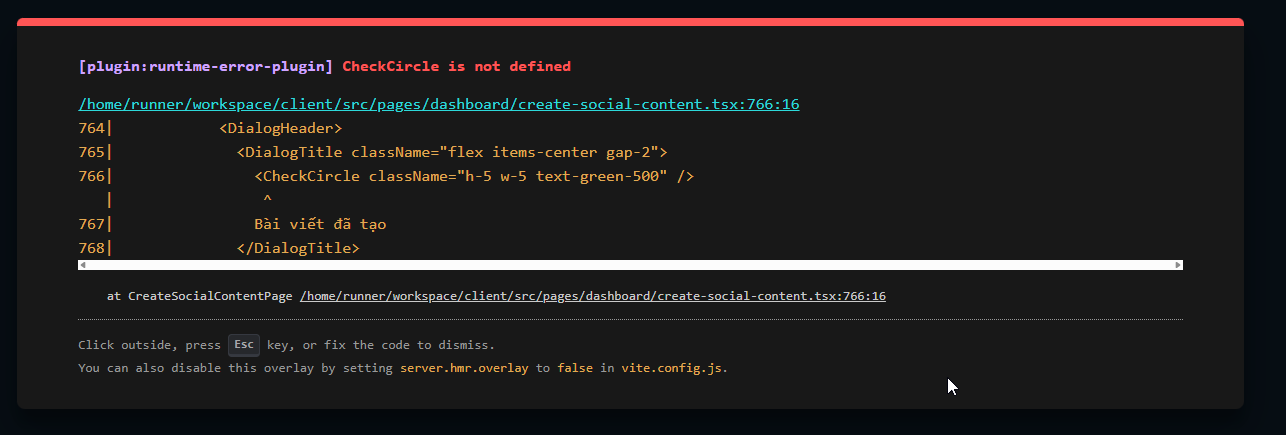 [plugin:runtime-error-plugin] CheckCircle is not defined
/home/runner/workspace/client/src/pages/dashboard/create-social-content.tsx:766:16
764|            <DialogHeader>
765|              <DialogTitle className="flex items-center gap-2">
766|                <CheckCircle className="h-5 w-5 text-green-500" />
   |                 ^
767|                Bài viết đã tạo
768|              </DialogTitle>
at CreateSocialContentPage /home/runner/workspace/client/src/pages/dashboard/create-social-content.tsx:766:16
Click outside, press Esc key, or fix the code to dismiss.
You can also disable this overlay by setting server.hmr.overlay to false in vite.config.js.